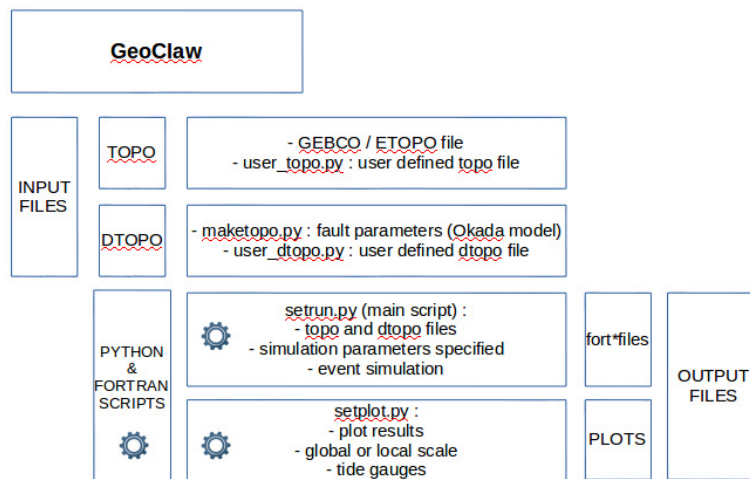 GeoClaw
INPUT
FILES
TOPO
- GEBCO / ETOPO file
- user_topo.py : user defined topo file
DTOPO
- maketopo.py : fault parameters (Okada model)
- user_dtopo.py : user defined dtopo file
PYTHON
&
FORTRAN
SCRIPTS
setrun.py (main script) :
- topo and dtopo files
- simulation parameters specified
- event simulation
fort*files
OUTPUT
FILES
setplot.py :
- plot results
- global or local scale
- tide gauges
PLOTS